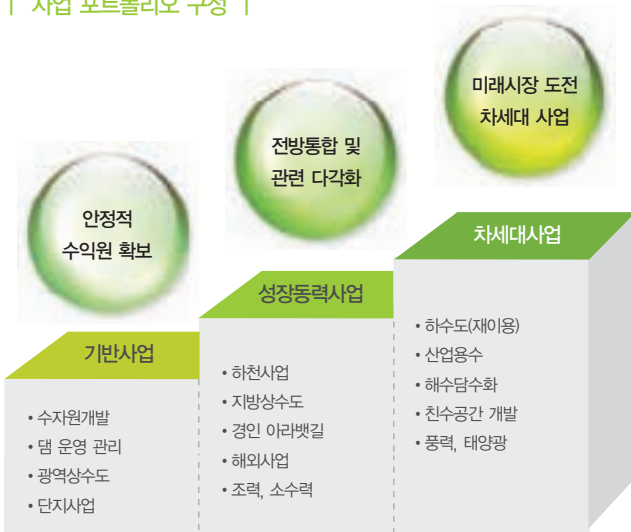 | 사업 포트폴리오 구성 |
미래시장 도전
차세대 사업
전방통합 및
관련 다각화
안정적
수익원 확보
차세대사업
성장동력사업
기반사업
• 수자원개발
• 댐 운영 관리
• 광역상수도
• 단지사업
• 하천사업
• 지방상수도
• 경인 아라뱃길
• 해외사업
• 조력, 소수력
• 하수도(재이용)
• 산업용수
• 해수담수화
• 친수공간 개발
• 풍력, 태양광